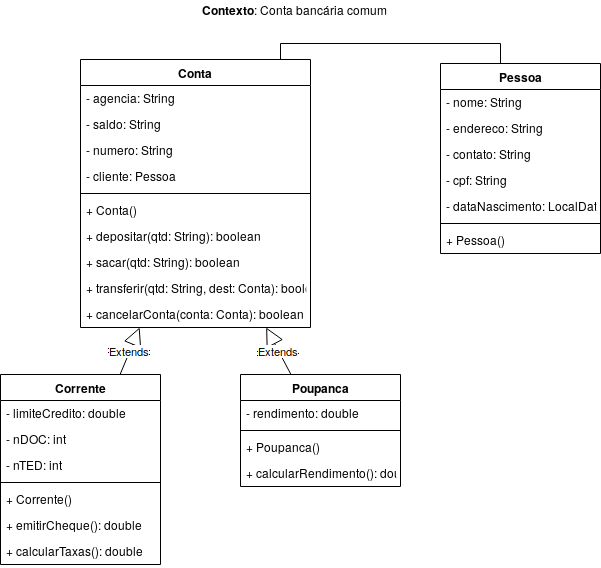 Contexto: Conta bancária comum
Conta
- agencia: String
- saldo: String
- numero: String
- cliente: Pessoa
+ Conta()
+ depositar(qtd: String): boolean
+ sacar(qtd: String): boolean
+ transferir(qtd: String, dest: Conta): bool
+ cancelarConta(conta: Conta): boolean
Pessoa
- nome: String
- endereco: String
- contato: String
- cpf: String
- dataNascimento: LocalDat
+ Pessoa()
Extends
Extends
Corrente
- limiteCredito: double
- nDOC: int
- nTED: int
+ Corrente()
+ emitirCheque(): double
+ calcularTaxas(): double
Poupanca
- rendimento: double
+ Poupanca()
+ calcularRendimento(): dou